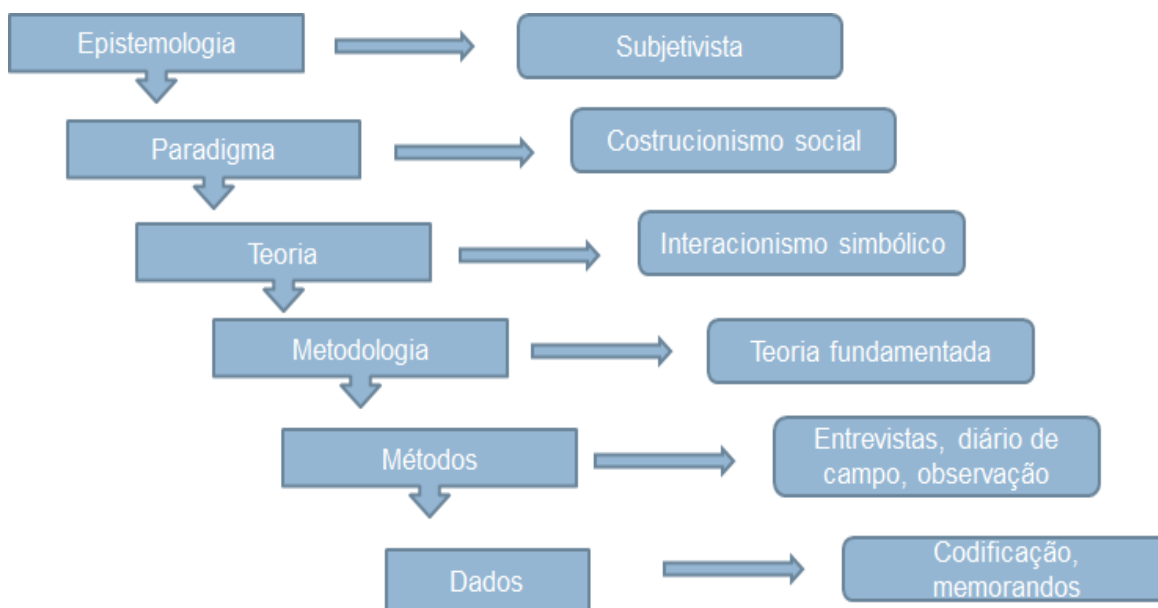 Epistemologia
Subjetivista
Paradigma
Costrucionismo social
Teoria
Interacionismo simbólico
Metodologia
Teoria fundamentada
Métodos
Entrevistas, diário de
campo, observação
Dados
Codificação,
memorandos